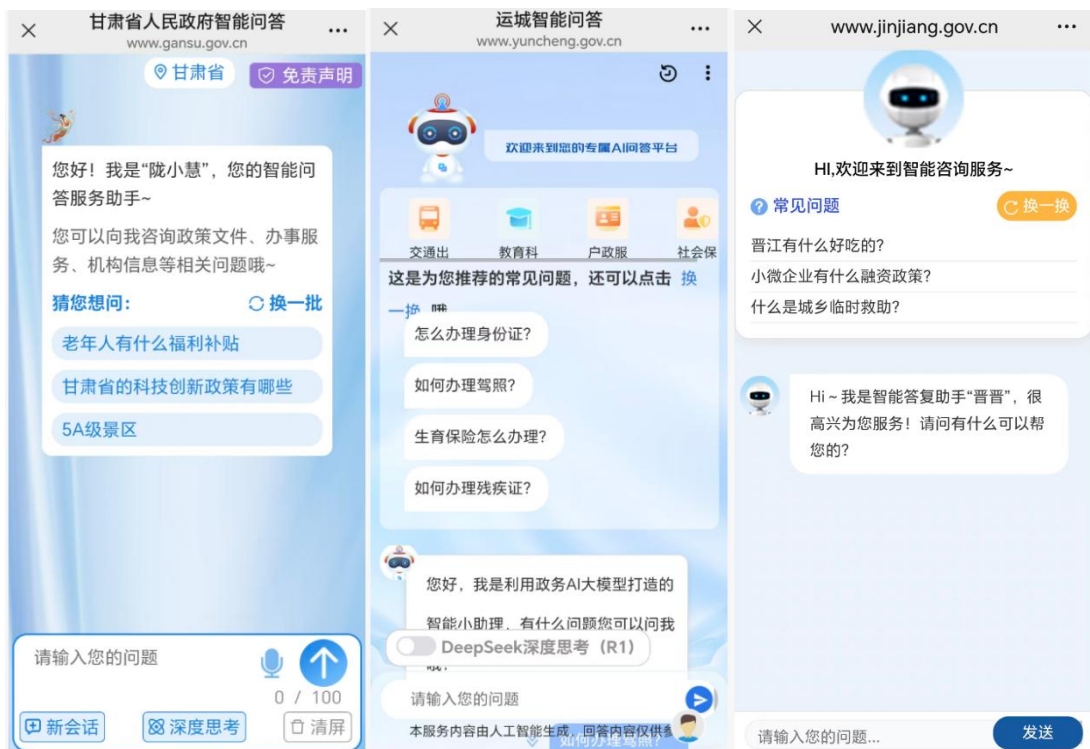 甘肃省人民政府智能问答
www.gansu.gov.cn
甘肃省
免责声明
您好！我是“陇小慧”，您的智能问
答服务助手~
您可以向我咨询政策文件、办事服
务、机构信息等相关问题哦~
猜您想问：
换一批
老年人有什么福利补贴
甘肃省的科技创新政策有哪些
5A级景区
请输入您的问题
0 / 100
新会话
深度思考
清屏
运城智能问答
www.yuncheng.gov.cn
欢迎来到您的专属AI问答平台
交通出
教育科
户政服
社会保
这是为您推荐的常见问题，还可以点击 换
一换 哦
怎么办理身份证？
如何办理驾照？
生育保险怎么办理？
如何办理残疾证？
您好，我是利用政务AI大模型打造的
智能小助理，有什么问题您可以问我
哦！
DeepSeek深度思考（R1）
请输入您的问题
本服务内容由人工智能生成，回答内容仅供参
如何办理驾照？
www.jinjiang.gov.cn
HI,欢迎来到智能咨询服务~
常见问题
换一换
晋江有什么好吃的？
小微企业有什么融资政策？
什么是城乡临时救助？
Hi ~ 我是智能答复助手“晋晋”，很
高兴为您服务！请问有什么可以帮
您的？
请输入您的问题...
发送